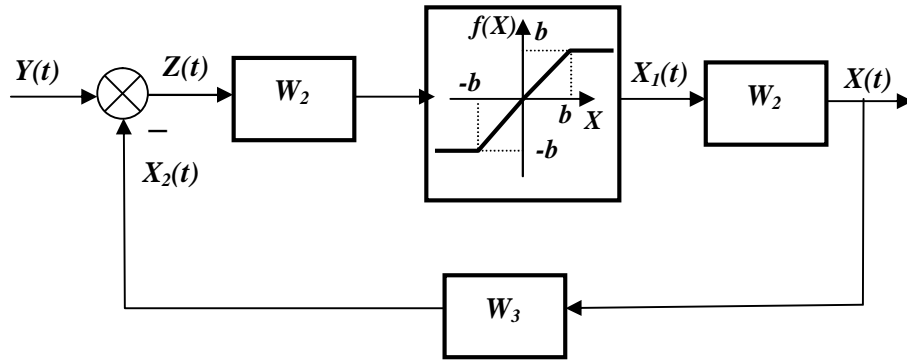 Y(t)
Z(t)
W2
f(X)
b
-b
b
X
-b
X1(t)
W2
X(t)
X2(t)
W3